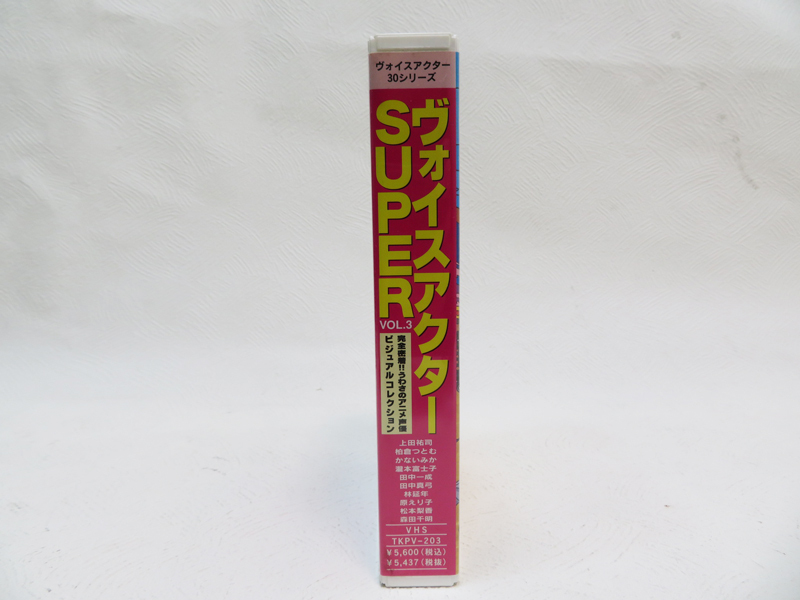 ヴォイスアクター
30シリーズ
ヴォイスアクター
SUPER
VOL.3
完全密着!!うわさのアニメ声優
ビジュアルコレクション
上田祐司
柏倉つとむ
かないみか
瀧本富士子
田中一成
田中真弓
林延年
原えり子
松本梨香
森田千明
VHS
TKPV-203
¥5,600(税込)
¥5,437(税抜)